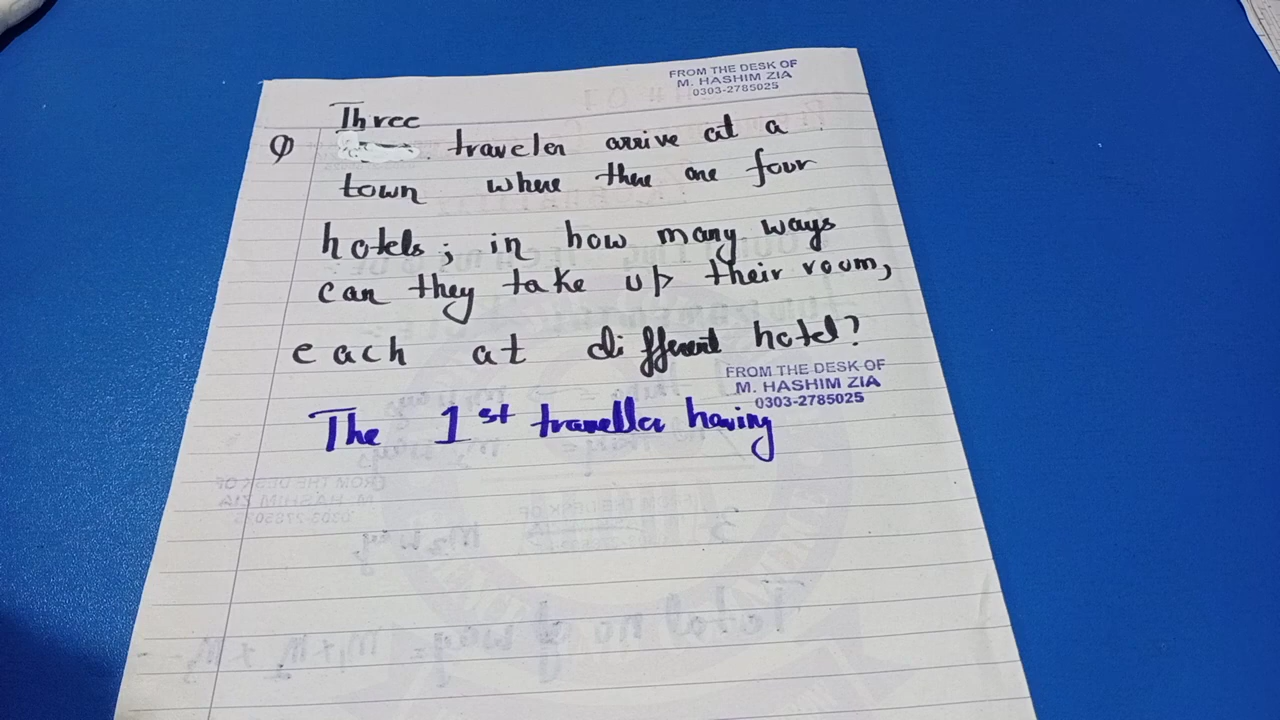 FROM THE DESK OF
M. HASHIM ZIA
0303-2785025
Three
Q traveler arrive at a
town where there are four
hotels; in how many ways
can they take up their room,
each at different hotel?
FROM THE DESK OF
M. HASHIM ZIA
0303-2785025
The 1st traveller having